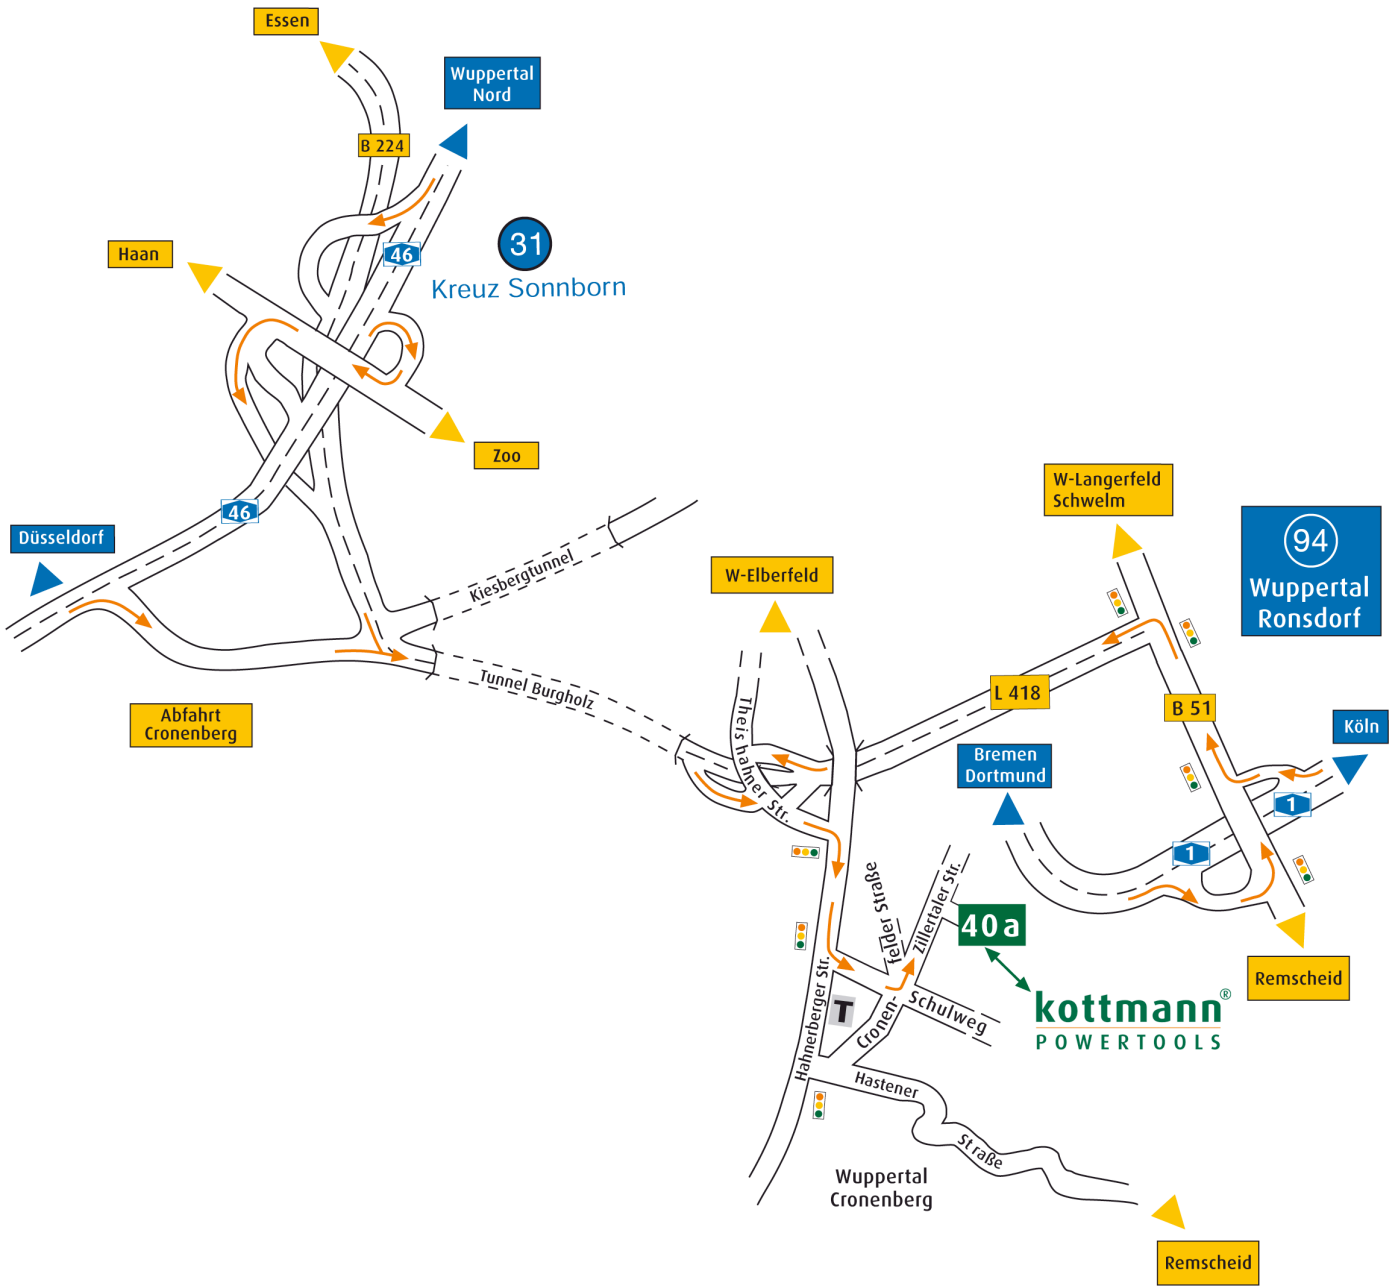 Essen
Wuppertal
Nord
B 224
46
31
Kreuz Sonnborn
Haan
Zoo
46
Düsseldorf
Kiesbergtunnel
Tunnel Burgholz
Abfahrt
Cronenberg
W-Elberfeld
W-Langerfeld
Schwelm
94
Wuppertal
Ronsdorf
L 418
B 51
Köln
Bremen
Dortmund
1
1
Theishahner Str.
felder Straße
Zillertaler Str.
40a
Remscheid
kottmann®
POWERTOOLS
Hahnerberger Str.
T
Cronen-
Schulweg
Hastener
Straße
Wuppertal
Cronenberg
Remscheid